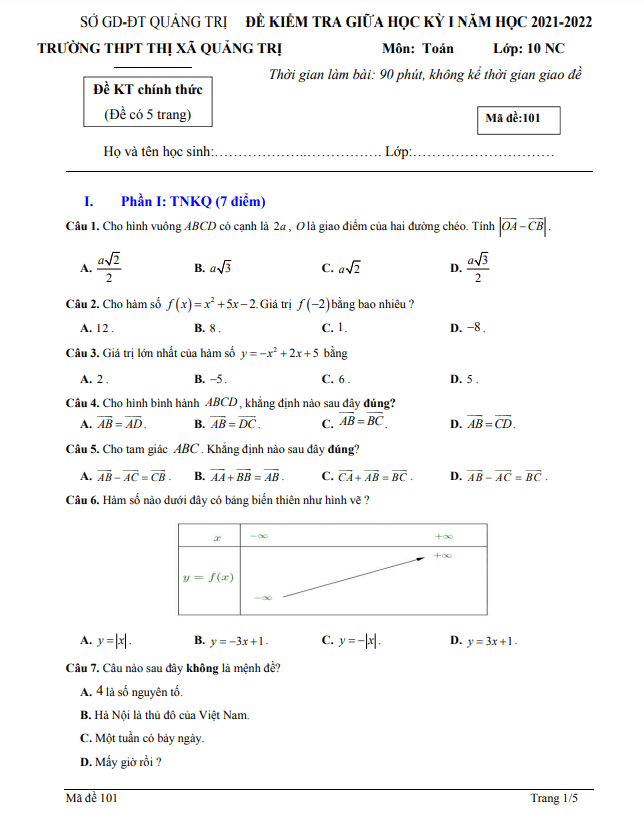 SỞ GD-ĐT QUẢNG TRỊ ĐỀ KIỂM TRA GIỮA HỌC KỲ I NĂM HỌC 2021-2022
TRƯỜNG THPT THỊ XÃ QUẢNG TRỊ Môn: Toán Lớp: 10 NC
Thời gian làm bài: 90 phút, không kể thời gian giao đề
Đề KT chính thức
(Đề có 5 trang)
Mã đề:101
Họ và tên học sinh:……………………………….. Lớp:……………………………
I. Phần I: TNKQ (7 điểm)
Câu 1. Cho hình vuông ABCD có cạnh là 2a, O là giao điểm của hai đường chéo. Tính |$\overrightarrow{OA}-\overrightarrow{CB}$|.
A. $\frac{a\sqrt{2}}{2}$ B. $a\sqrt{3}$ C. $a\sqrt{2}$ D. $\frac{a\sqrt{3}}{2}$
Câu 2. Cho hàm số f(x) = x² + 5x − 2. Giá trị f(−2) bằng bao nhiêu ?
A. 12. B. 8. C. 1. D. −8.
Câu 3. Giá trị lớn nhất của hàm số y = −x² + 2x + 5 bằng
A. 2. B. −5. C. 6. D. 5.
Câu 4. Cho hình bình hành ABCD, khẳng định nào sau đây đúng?
A. $\overrightarrow{AB}=\overrightarrow{AD}$. B. $\overrightarrow{AB}=\overrightarrow{DC}$. C. $\overrightarrow{AB}=\overrightarrow{BC}$. D. $\overrightarrow{AB}=\overrightarrow{CD}$.
Câu 5. Cho tam giác ABC. Khẳng định nào sau đây đúng?
A. $\overrightarrow{AB}-\overrightarrow{AC}=\overrightarrow{CB}$. B. $\overrightarrow{AA}+\overrightarrow{BB}=\overrightarrow{AB}$. C. $\overrightarrow{CA}+\overrightarrow{AB}=\overrightarrow{BC}$. D. $\overrightarrow{AB}-\overrightarrow{AC}=\overrightarrow{BC}$.
Câu 6. Hàm số nào dưới đây có bảng biến thiên như hình vẽ ?
x −∞ +∞
+∞
y = f(x)
−∞
A. y = |x|. B. y = −3x + 1. C. y = −|x|. D. y = 3x + 1.
Câu 7. Câu nào sau đây không là mệnh đề?
A. 4 là số nguyên tố.
B. Hà Nội là thủ đô của Việt Nam.
C. Một tuần có bảy ngày.
D. Mấy giờ rồi ?
Mã đề 101 Trang 1/5